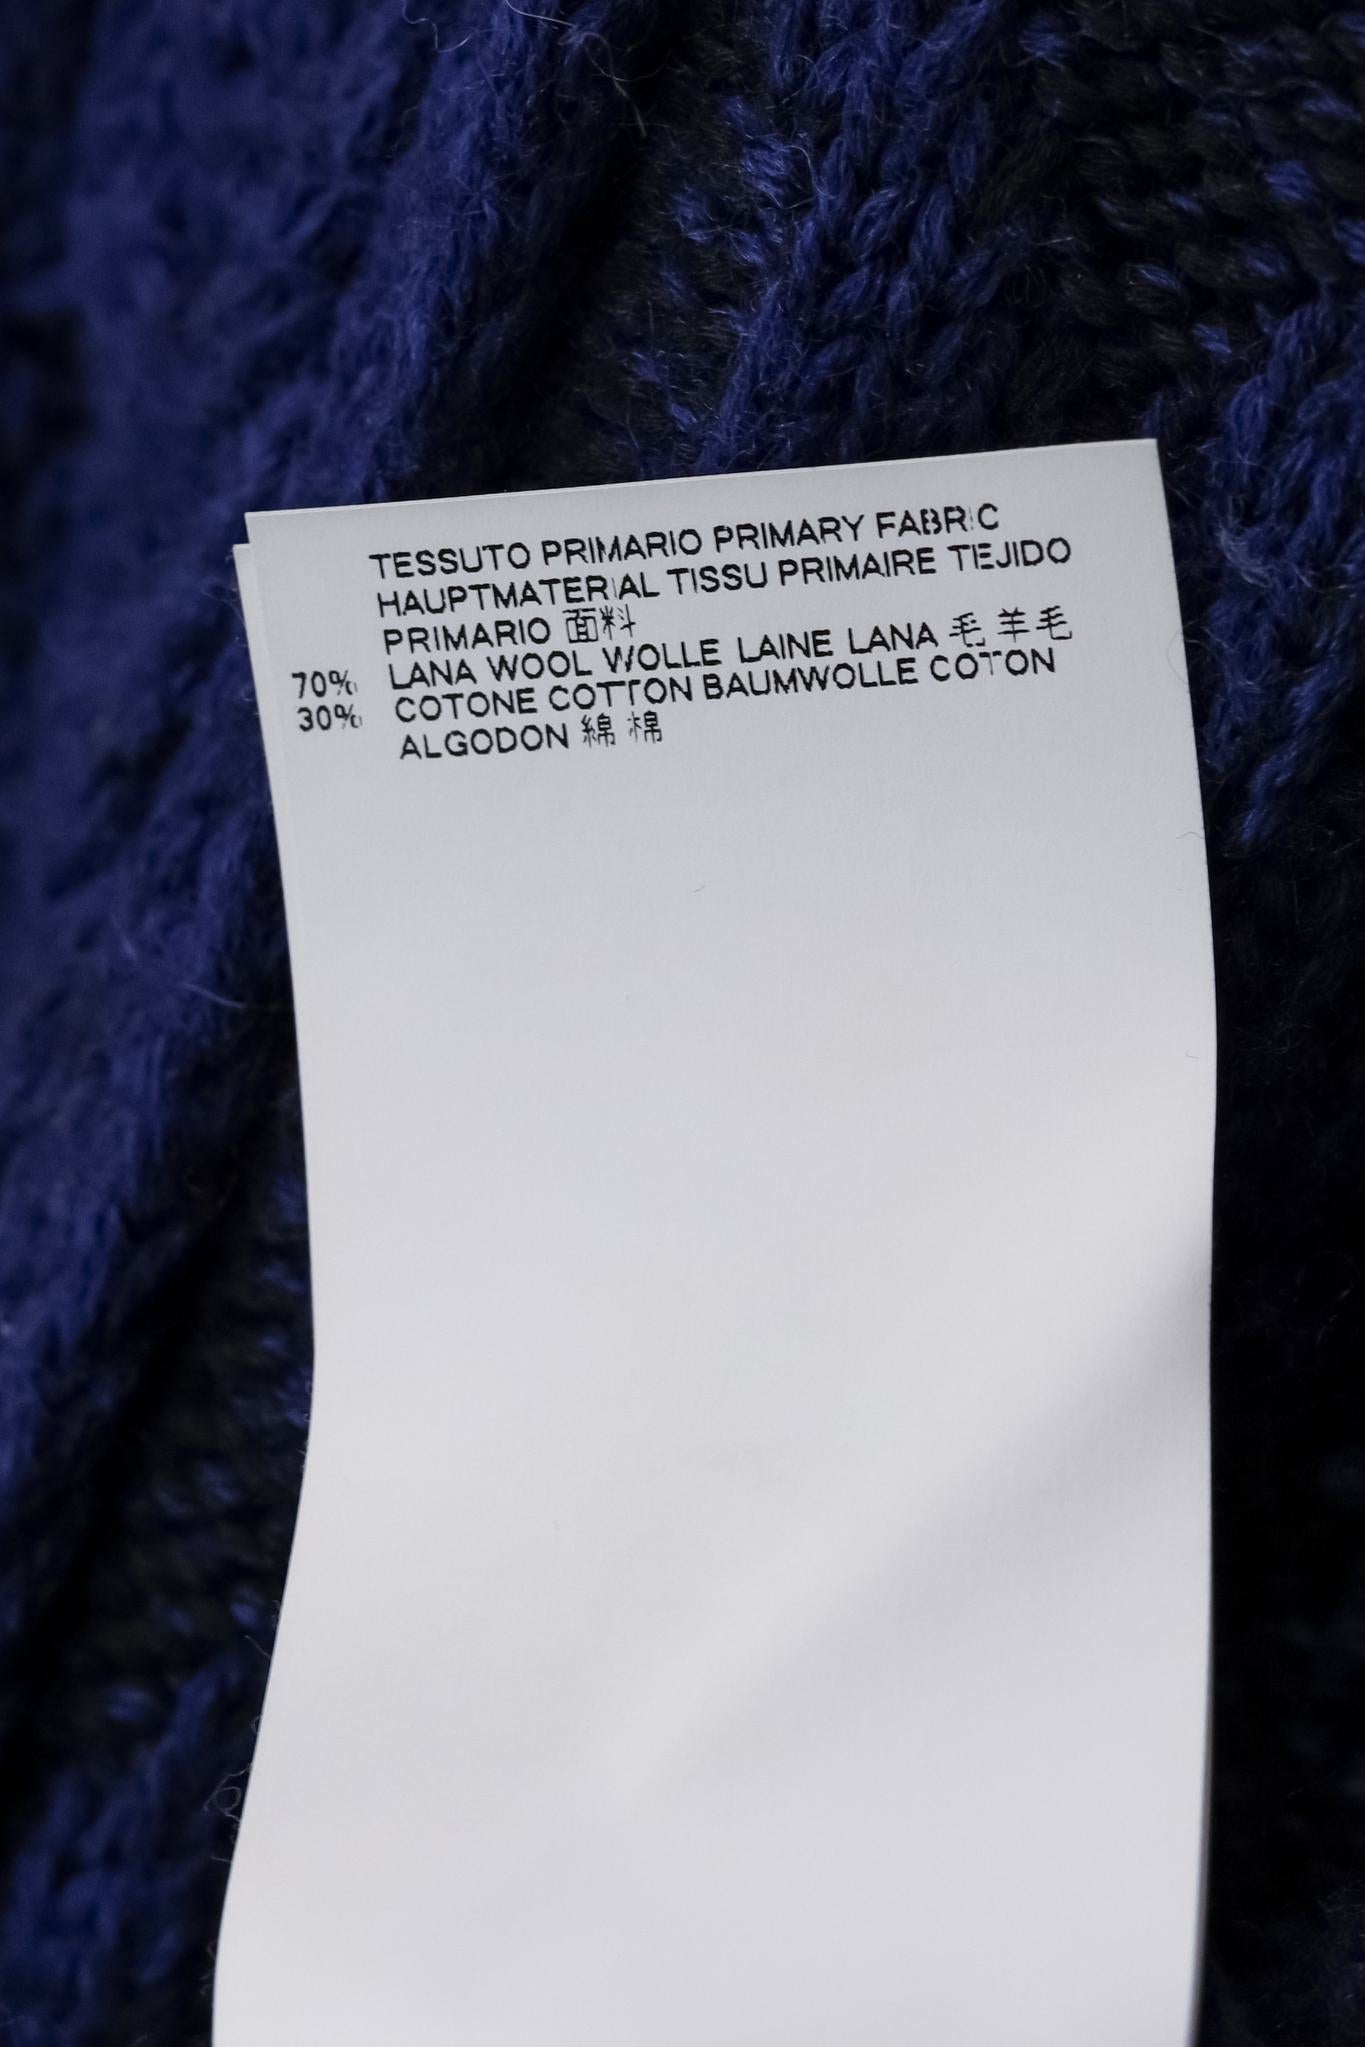 TESSUTO PRIMARIO PRIMARY FABRIC
HAUPTMATERIAL TISSU PRIMAIRE TEJIDO
PRIMARIO 面料
70% LANA WOOL WOLLE LAINE LANA 毛 羊毛
30% COTONE COTTON BAUMWOLLE COTON
ALGODON 綿 棉